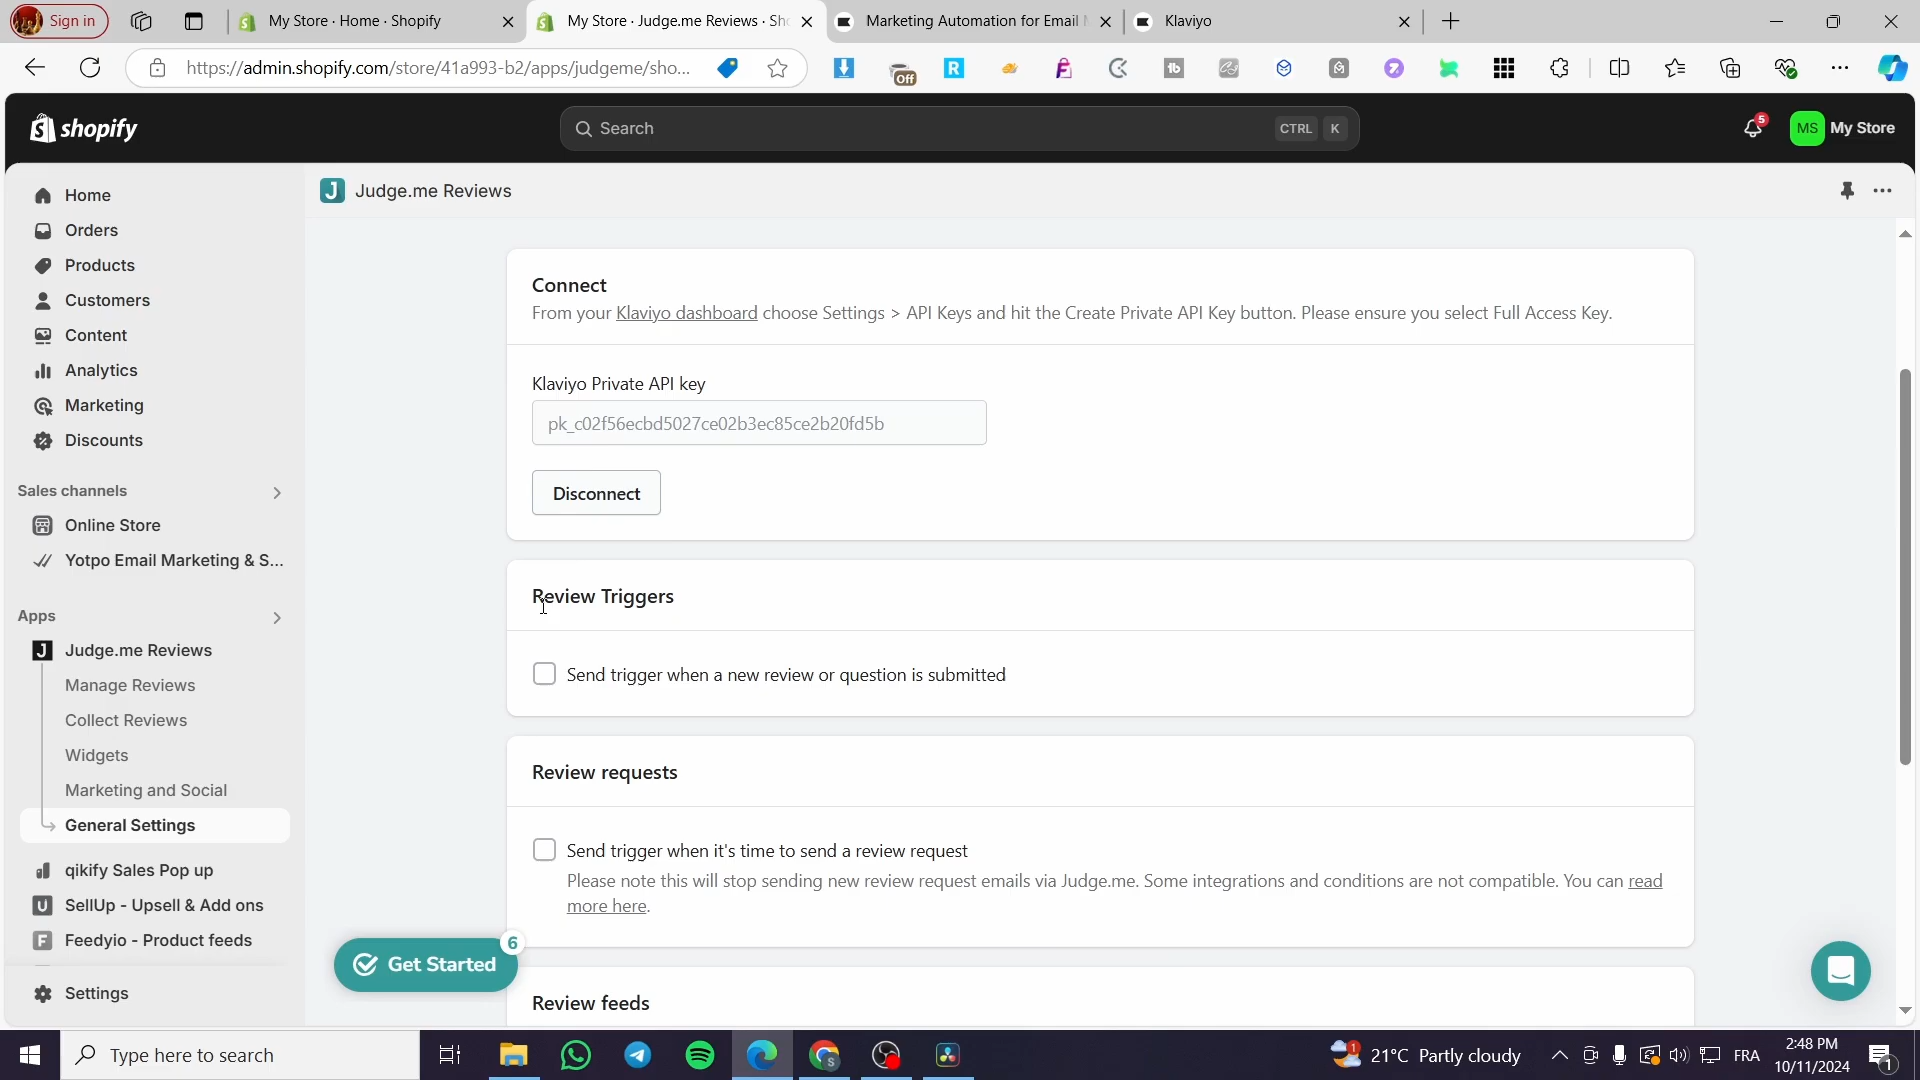 Sign in
My Store · Home · Shopify
My Store · Judge.me Reviews · Sh
Marketing Automation for Email
Klaviyo
https://admin.shopify.com/store/41a993-b2/apps/judgeme/sho...
Off
shopify
Search
CTRL K
5
MS
My Store
Home
Orders
Products
Customers
Content
Analytics
Marketing
Discounts
Sales channels
Online Store
Yotpo Email Marketing & S...
Apps
Judge.me Reviews
Manage Reviews
Collect Reviews
Widgets
Marketing and Social
General Settings
qikify Sales Pop up
SellUp - Upsell & Add ons
Feedyio - Product feeds
Settings
Judge.me Reviews
Connect
From your Klaviyo dashboard choose Settings > API Keys and hit the Create Private API Key button. Please ensure you select Full Access Key.
Klaviyo Private API key
pk_c02f56ecbd5027ce02b3ec85ce2b20fd5b
Disconnect
Review Triggers
Send trigger when a new review or question is submitted
Review requests
Send trigger when it's time to send a review request
Please note this will stop sending new review request emails via Judge.me. Some integrations and conditions are not compatible. You can read
more here.
Review feeds
Get Started
6
Type here to search
1
21°C Partly cloudy
FRA
2:48 PM
10/11/2024
1